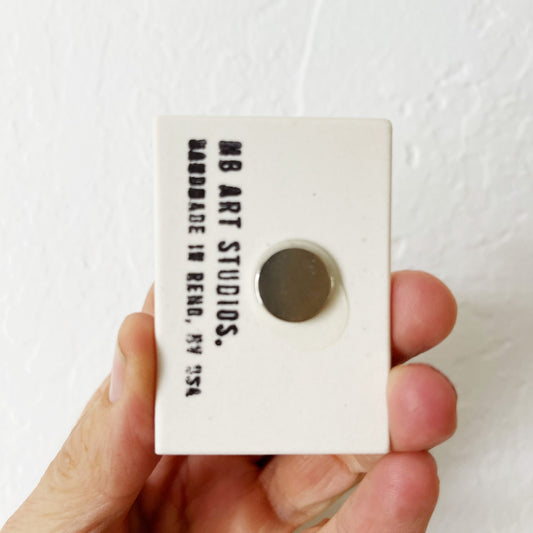 MB ART STUDIOS.
HANDMADE IN RENO, NV USA